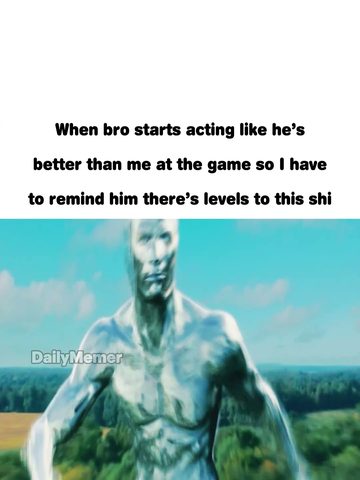 When bro starts acting like he's
better than me at the game so I have
to remind him there's levels to this shi
DailyMemer